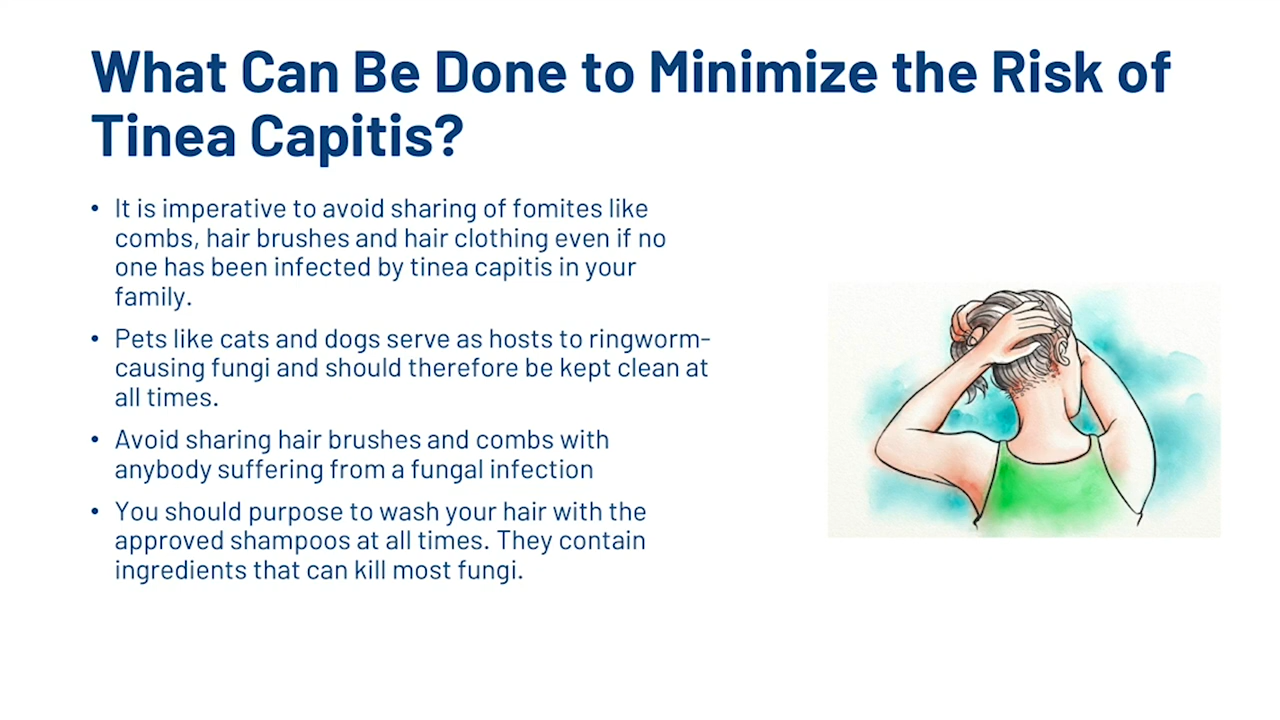 What Can Be Done to Minimize the Risk of
Tinea Capitis?
• It is imperative to avoid sharing of fomites like
combs, hair brushes and hair clothing even if no
one has been infected by tinea capitis in your
family.
• Pets like cats and dogs serve as hosts to ringworm-
causing fungi and should therefore be kept clean at
all times.
• Avoid sharing hair brushes and combs with
anybody suffering from a fungal infection
• You should purpose to wash your hair with the
approved shampoos at all times. They contain
ingredients that can kill most fungi.